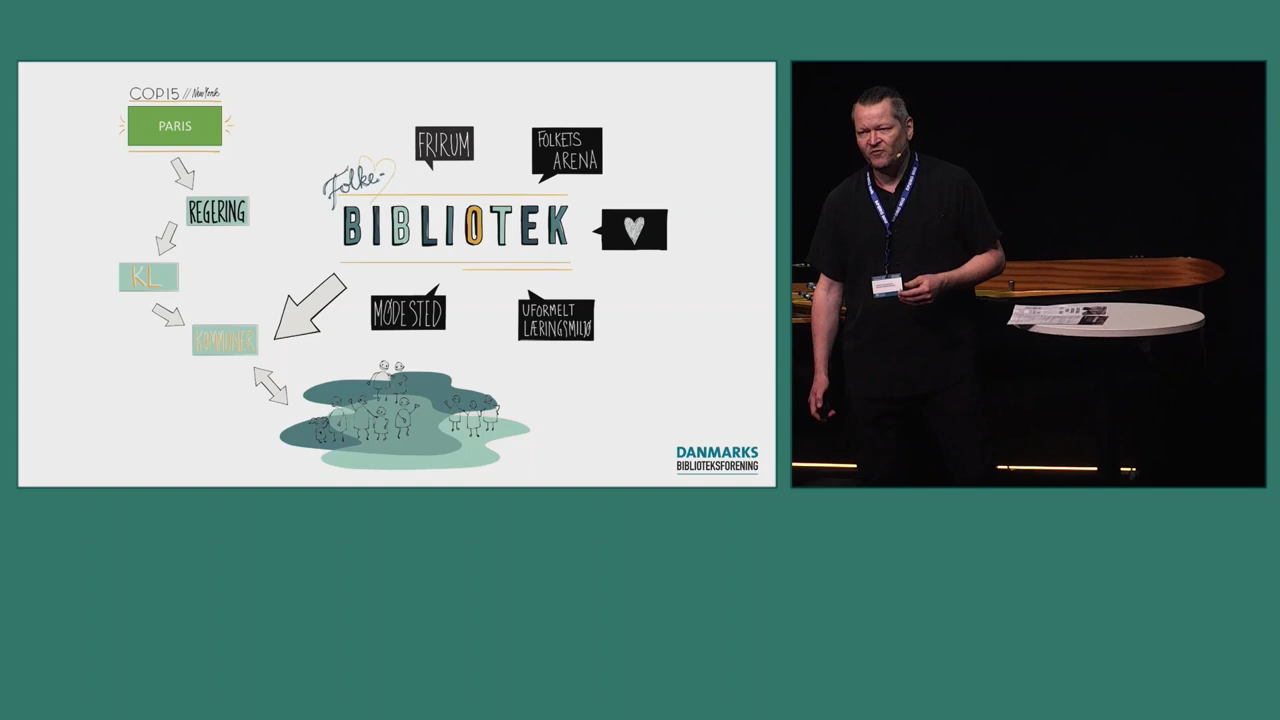 COP15 // New York
PARIS
REGERING
KL
KOMMUNER
Folke-
BIBLIOTEK
FRIRUM
FOLKETS
ARENA
MØDESTED
UFORMELT
LÆRINGSMILJØ
DANMARKS
BIBLIOTEKSFORENING